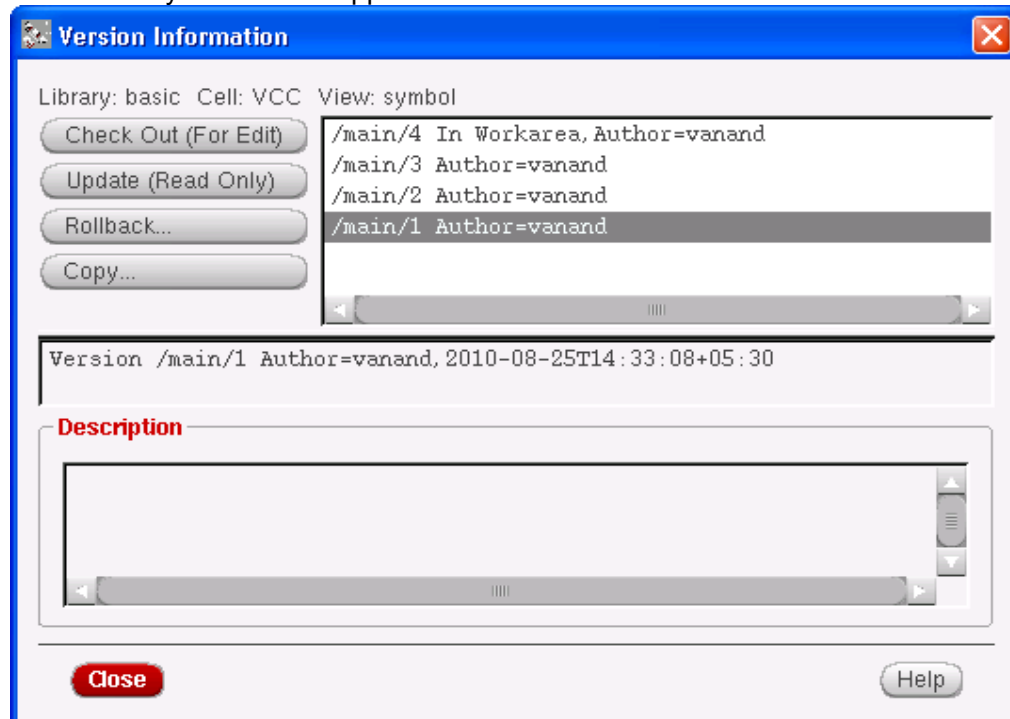 Version Information
Library: basic Cell: VCC View: symbol
Check Out (For Edit)
Update (Read Only)
Rollback...
Copy...
/main/4 In Workarea, Author=vanand
/main/3 Author=vanand
/main/2 Author=vanand
/main/1 Author=vanand
Version /main/1 Author=vanand, 2010-08-25T14:33:08+05:30
Description
Close
Help